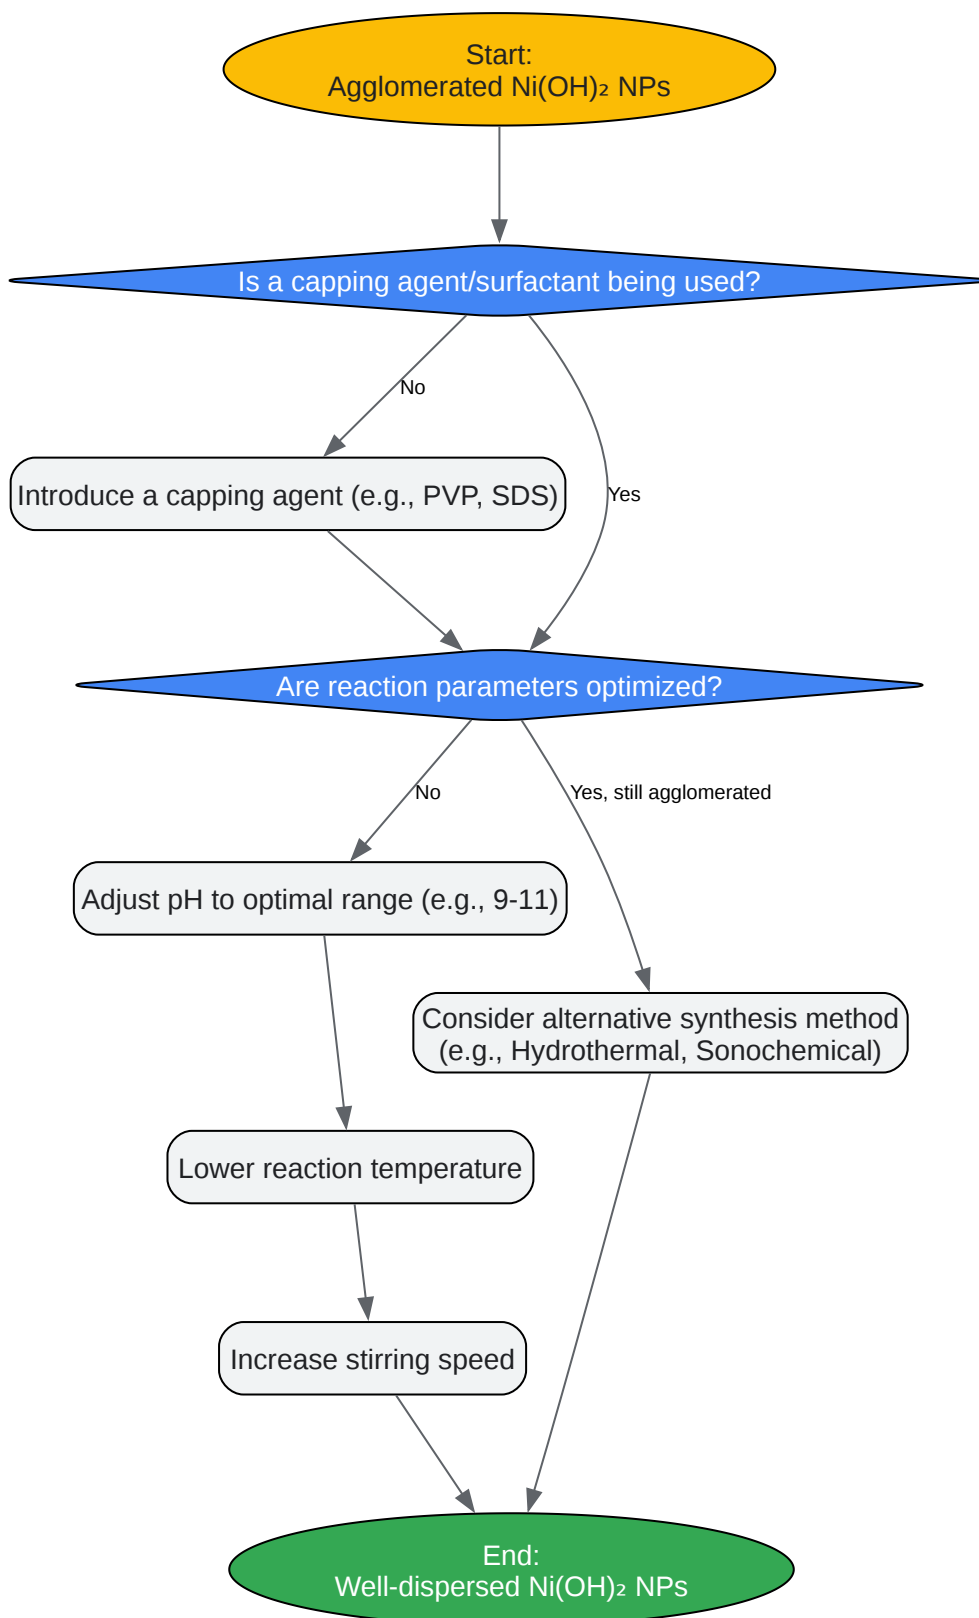 Start:
Agglomerated Ni(OH)₂ NPs
Is a capping agent/surfactant being used?
No
Introduce a capping agent (e.g., PVP, SDS)
Yes
Are reaction parameters optimized?
No
Yes, still agglomerated
Adjust pH to optimal range (e.g., 9-11)
Consider alternative synthesis method
(e.g., Hydrothermal, Sonochemical)
Lower reaction temperature
Increase stirring speed
End:
Well-dispersed Ni(OH)₂ NPs